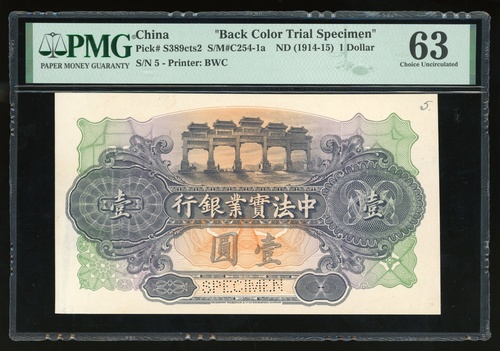 PMG
PAPER MONEY GUARANTY
China "Back Color Trial Specimen"
Pick# S389cts2 S/M#C254-1a ND (1914-15) 1 Dollar
S/N 5 - Printer: BWC
63
Choice Uncirculated
5.
行銀業實法中
壹 壹
圓壹
SPECIMEN